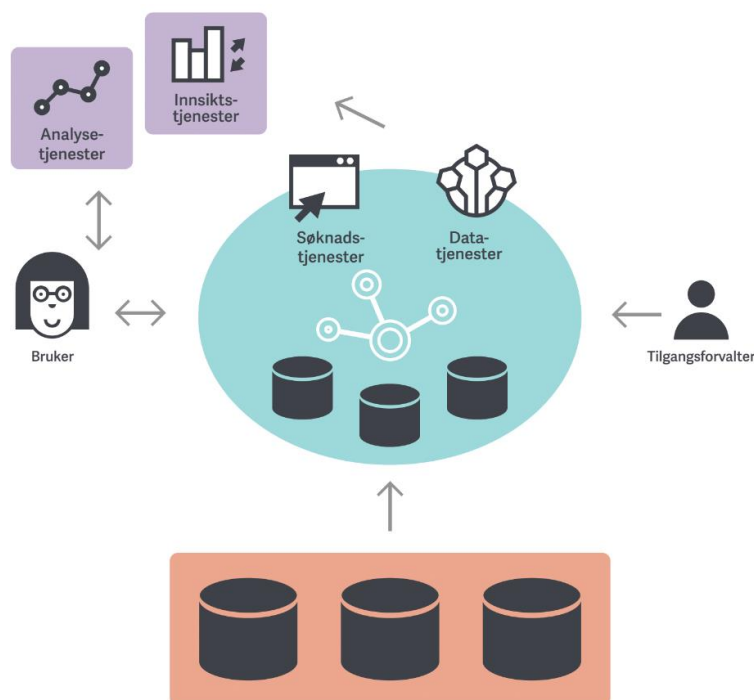 Innsikts-
tjenester
Analyse-
tjenester
Søknads-
tjenester
Data-
tjenester
Bruker
Tilgangsforvalter